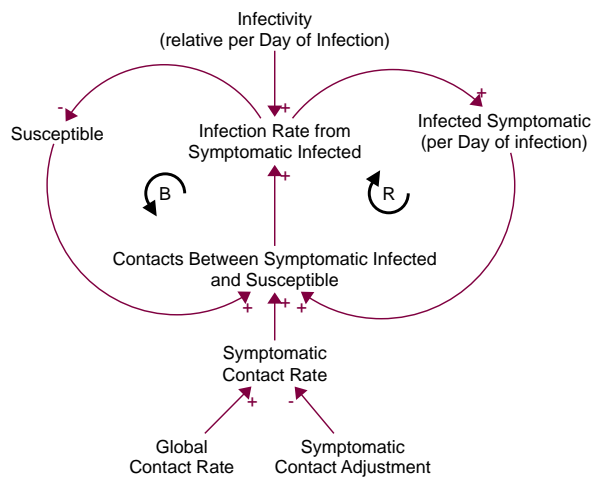 Infectivity
(relative per Day of Infection)
-
+
+
Susceptible
Infection Rate from
Symptomatic Infected
Infected Symptomatic
(per Day of infection)
+
B
R
Contacts Between Symptomatic Infected
and Susceptible
+
+
+
Symptomatic
Contact Rate
+
-
Global
Contact Rate
Symptomatic
Contact Adjustment